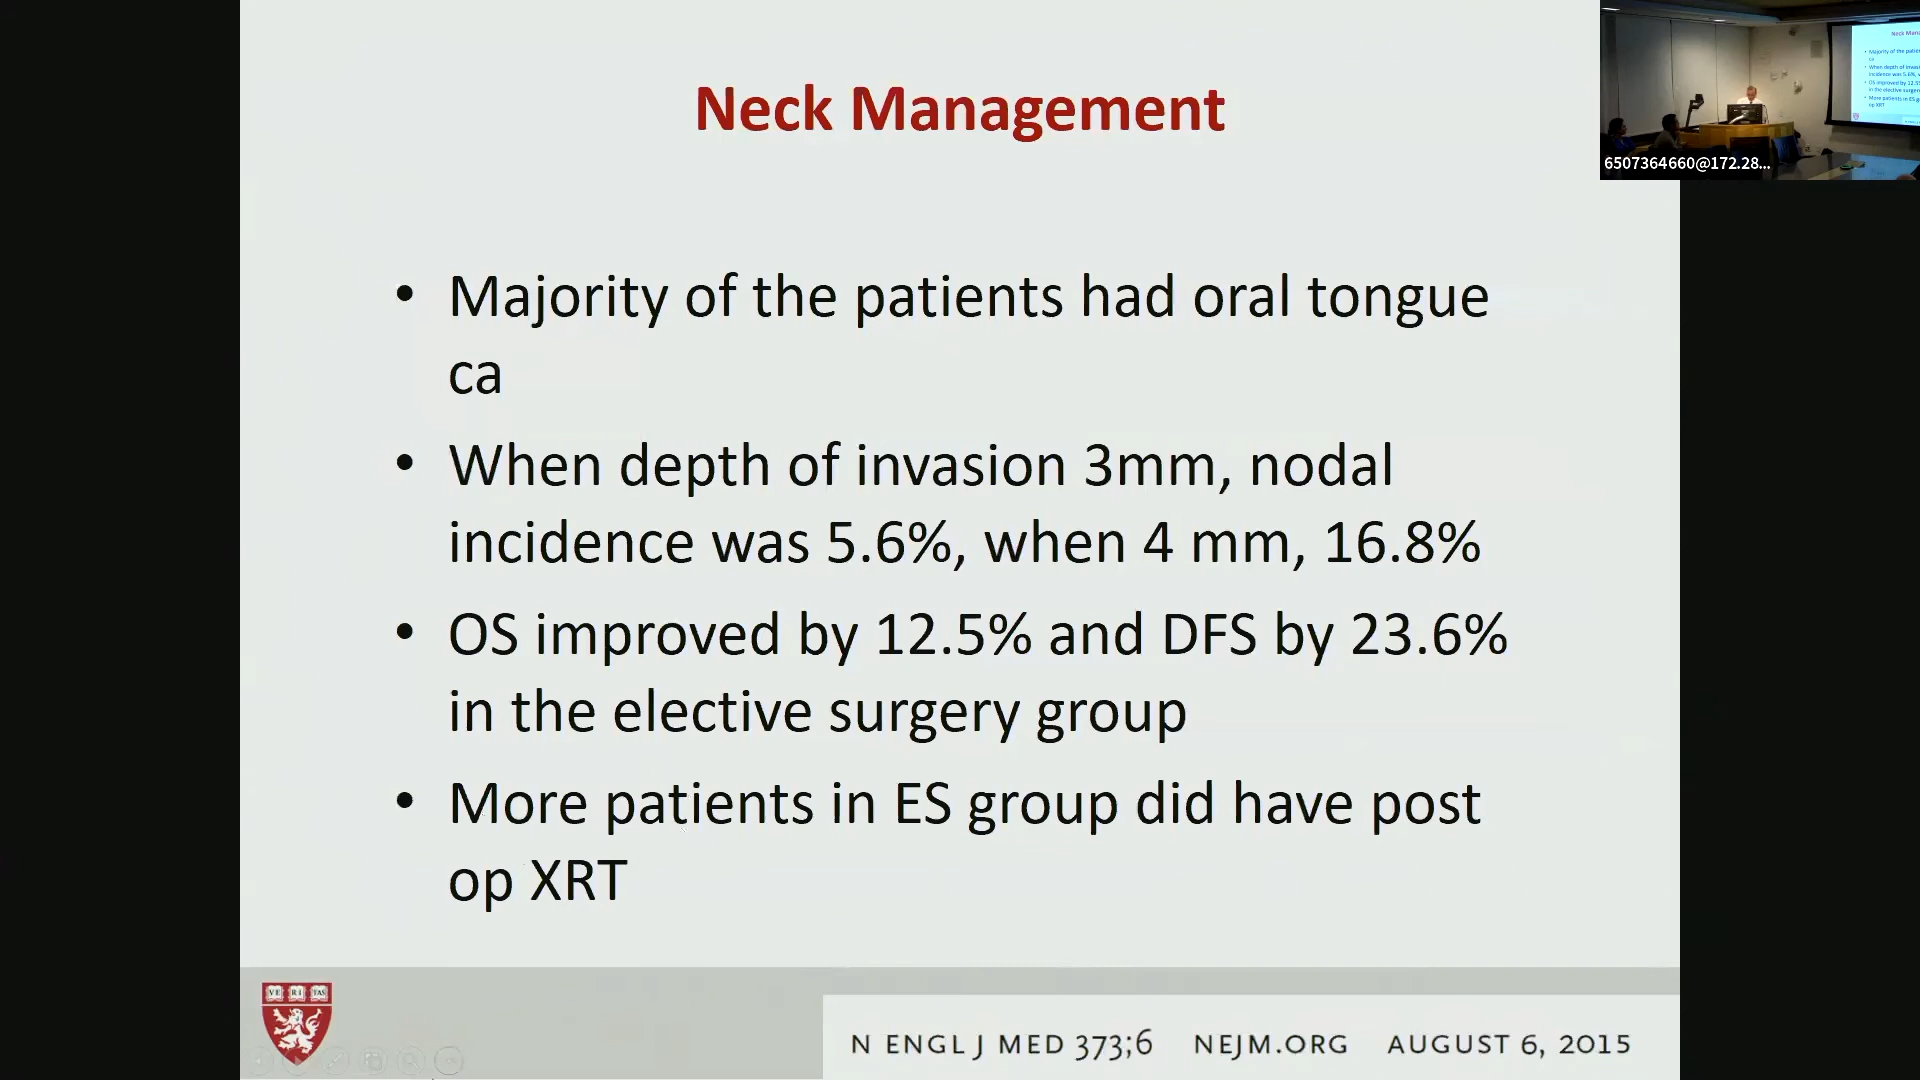 Neck Management
• Majority of the patients had oral tongue
ca
• When depth of invasion 3mm, nodal
incidence was 5.6%, when 4 mm, 16.8%
• OS improved by 12.5% and DFS by 23.6%
in the elective surgery group
• More patients in ES group did have post
op XRT
VE RI TAS
N ENGL J MED 373;6 NEJM.ORG AUGUST 6, 2015
6507364660@172.28...